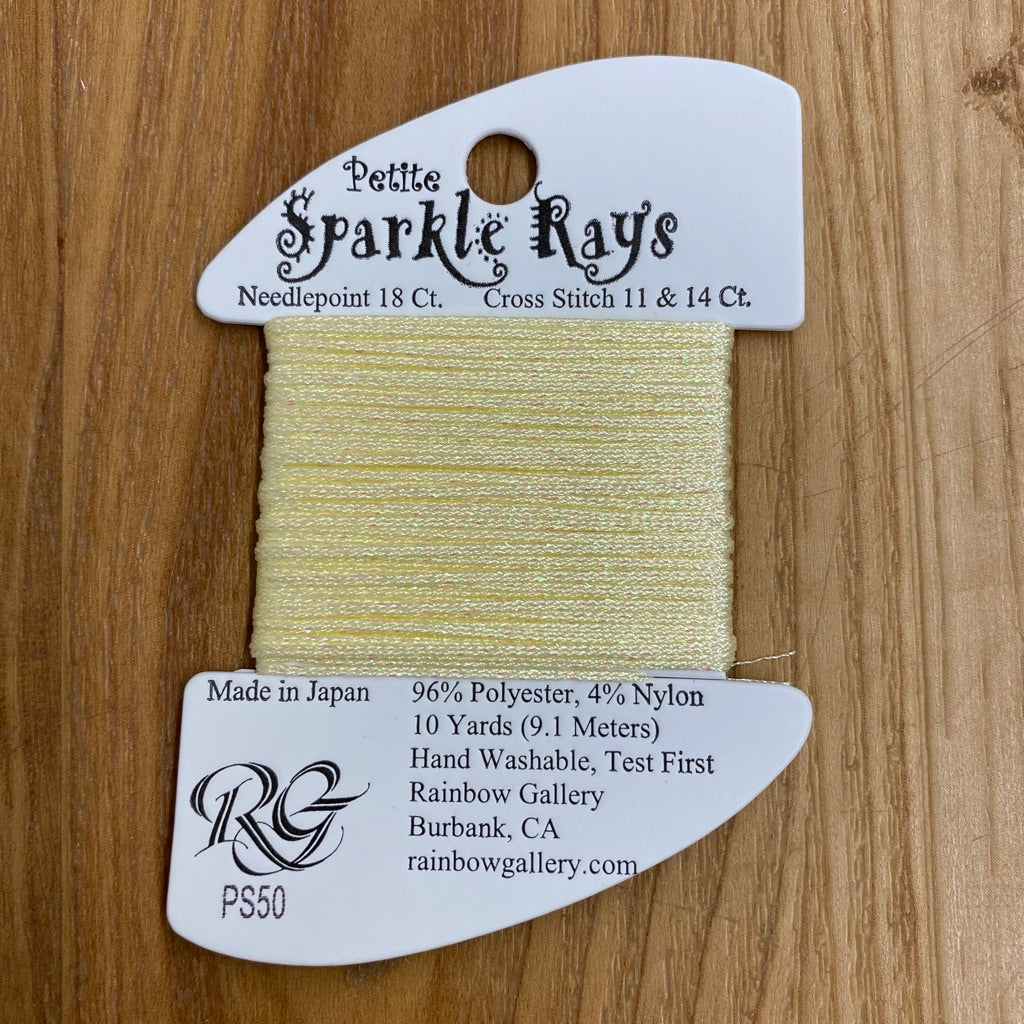 Petite
Sparkle Rays
Needlepoint 18 Ct. Cross Stitch 11 & 14 Ct.
Made in Japan
96% Polyester, 4% Nylon
10 Yards (9.1 Meters)
Hand Washable, Test First
Rainbow Gallery
Burbank, CA
rainbowgallery.com
RG
PS50